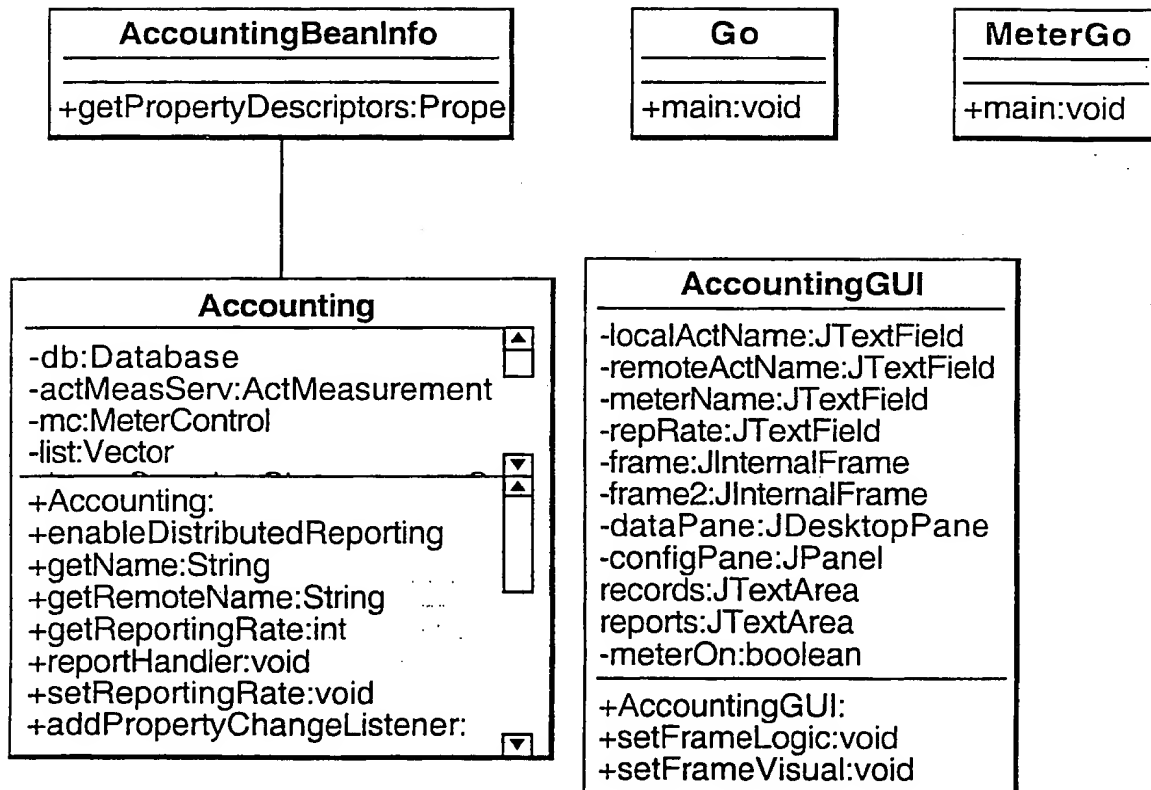 AccountingBeanInfo
+getPropertyDescriptors:Prope
Go
+main:void
MeterGo
+main:void
Accounting
-db:Database
-actMeasServ:ActMeasurement
-mc:MeterControl
-list:Vector
+Accounting:
+enableDistributedReporting
+getName:String
+getRemoteName:String
+getReportingRate:int
+reportHandler:void
+setReportingRate:void
+addPropertyChangeListener:
AccountingGUI
-localActName:JTextField
-remoteActName:JTextField
-meterName:JTextField
-repRate:JTextField
-frame:JInternalFrame
-frame2:JInternalFrame
-dataPane:JDesktopPane
-configPane:JPanel
records:JTextArea
reports:JTextArea
-meterOn:boolean
+AccountingGUI:
+setFrameLogic:void
+setFrameVisual:void